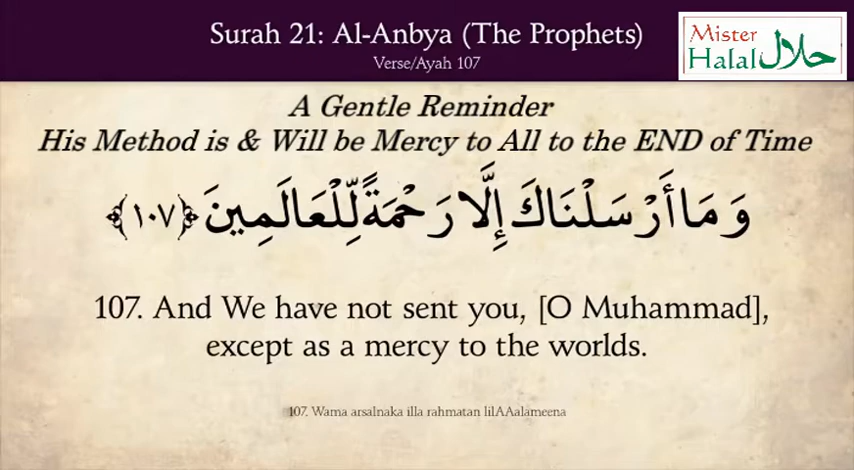 Surah 21: Al-Anbya (The Prophets)
Verse/Ayah 107
Mister
Halal حلال
A Gentle Reminder
His Method is & Will be Mercy to All to the END of Time
وَمَا أَرْسَلْنَاكَ إِلَّا رَحْمَةً لِّلْعَالَمِينَ ﴿١٠٧﴾
107. And We have not sent you, [O Muhammad],
except as a mercy to the worlds.
107. Wama arsalnaka illa rahmatan lilAAalameena